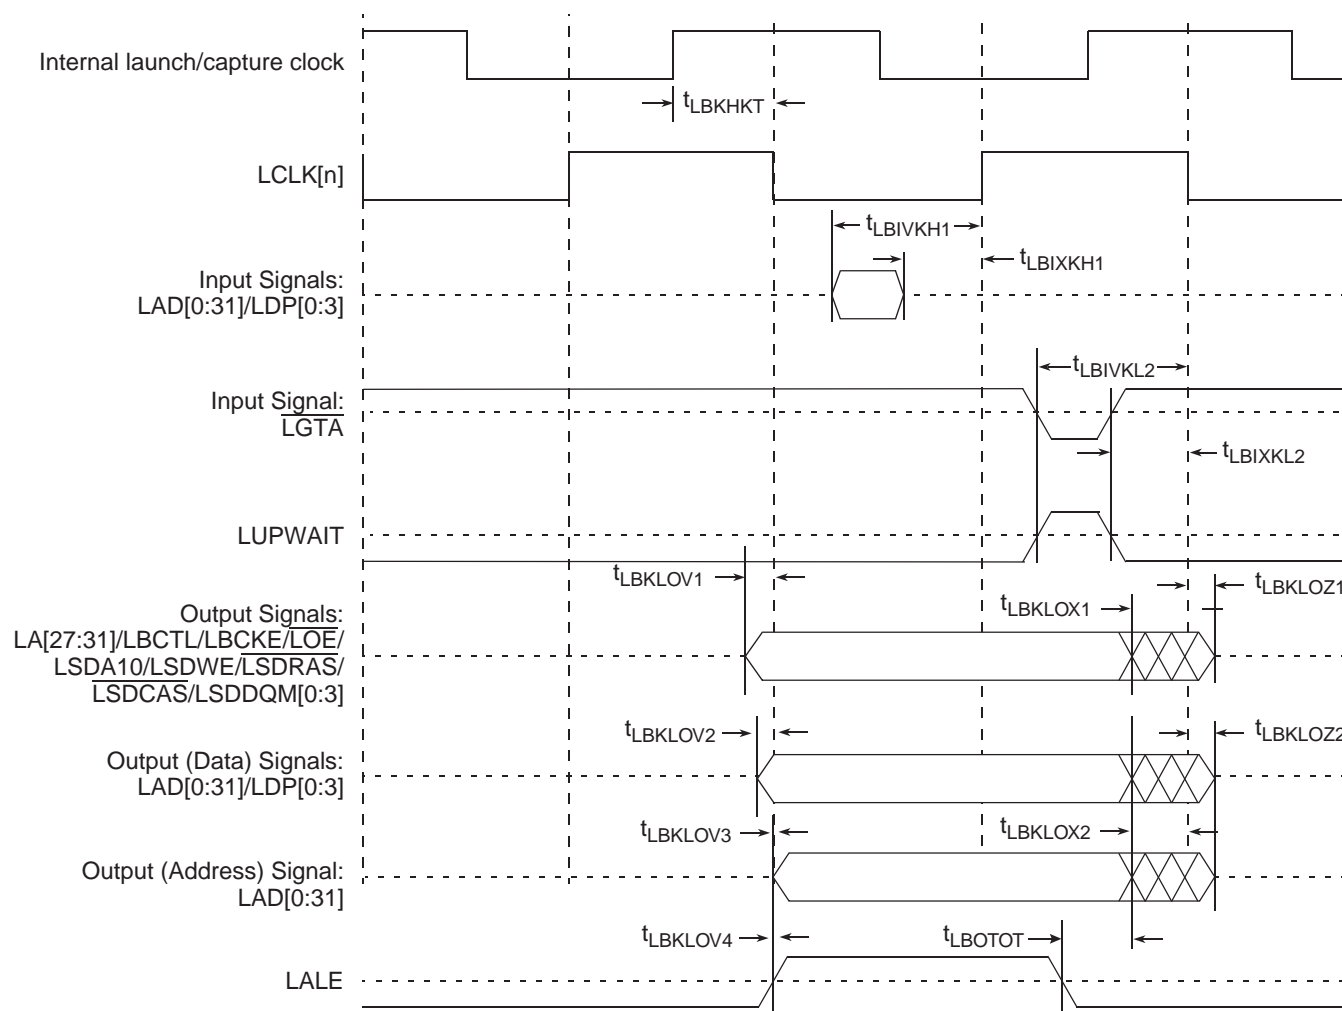 Internal launch/capture clock
tLBKHKT
LCLK[n]
tLBIVKH1
tLBIXKH1
Input Signals:
LAD[0:31]/LDP[0:3]
tLBIVKL2
Input Signal:
LGTA
tLBIXKL2
LUPWAIT
tLBKLOV1
tLBKLOZ1
tLBKLOX1
Output Signals:
LA[27:31]/LBCTL/LBCKE/LOE/
LSDA10/LSDWE/LSDRAS/
LSDCAS/LSDDQM[0:3]
tLBKLOV2
tLBKLOZ2
Output (Data) Signals:
LAD[0:31]/LDP[0:3]
tLBKLOV3
tLBKLOX2
Output (Address) Signal:
LAD[0:31]
tLBKLOV4
tLBOTOT
LALE